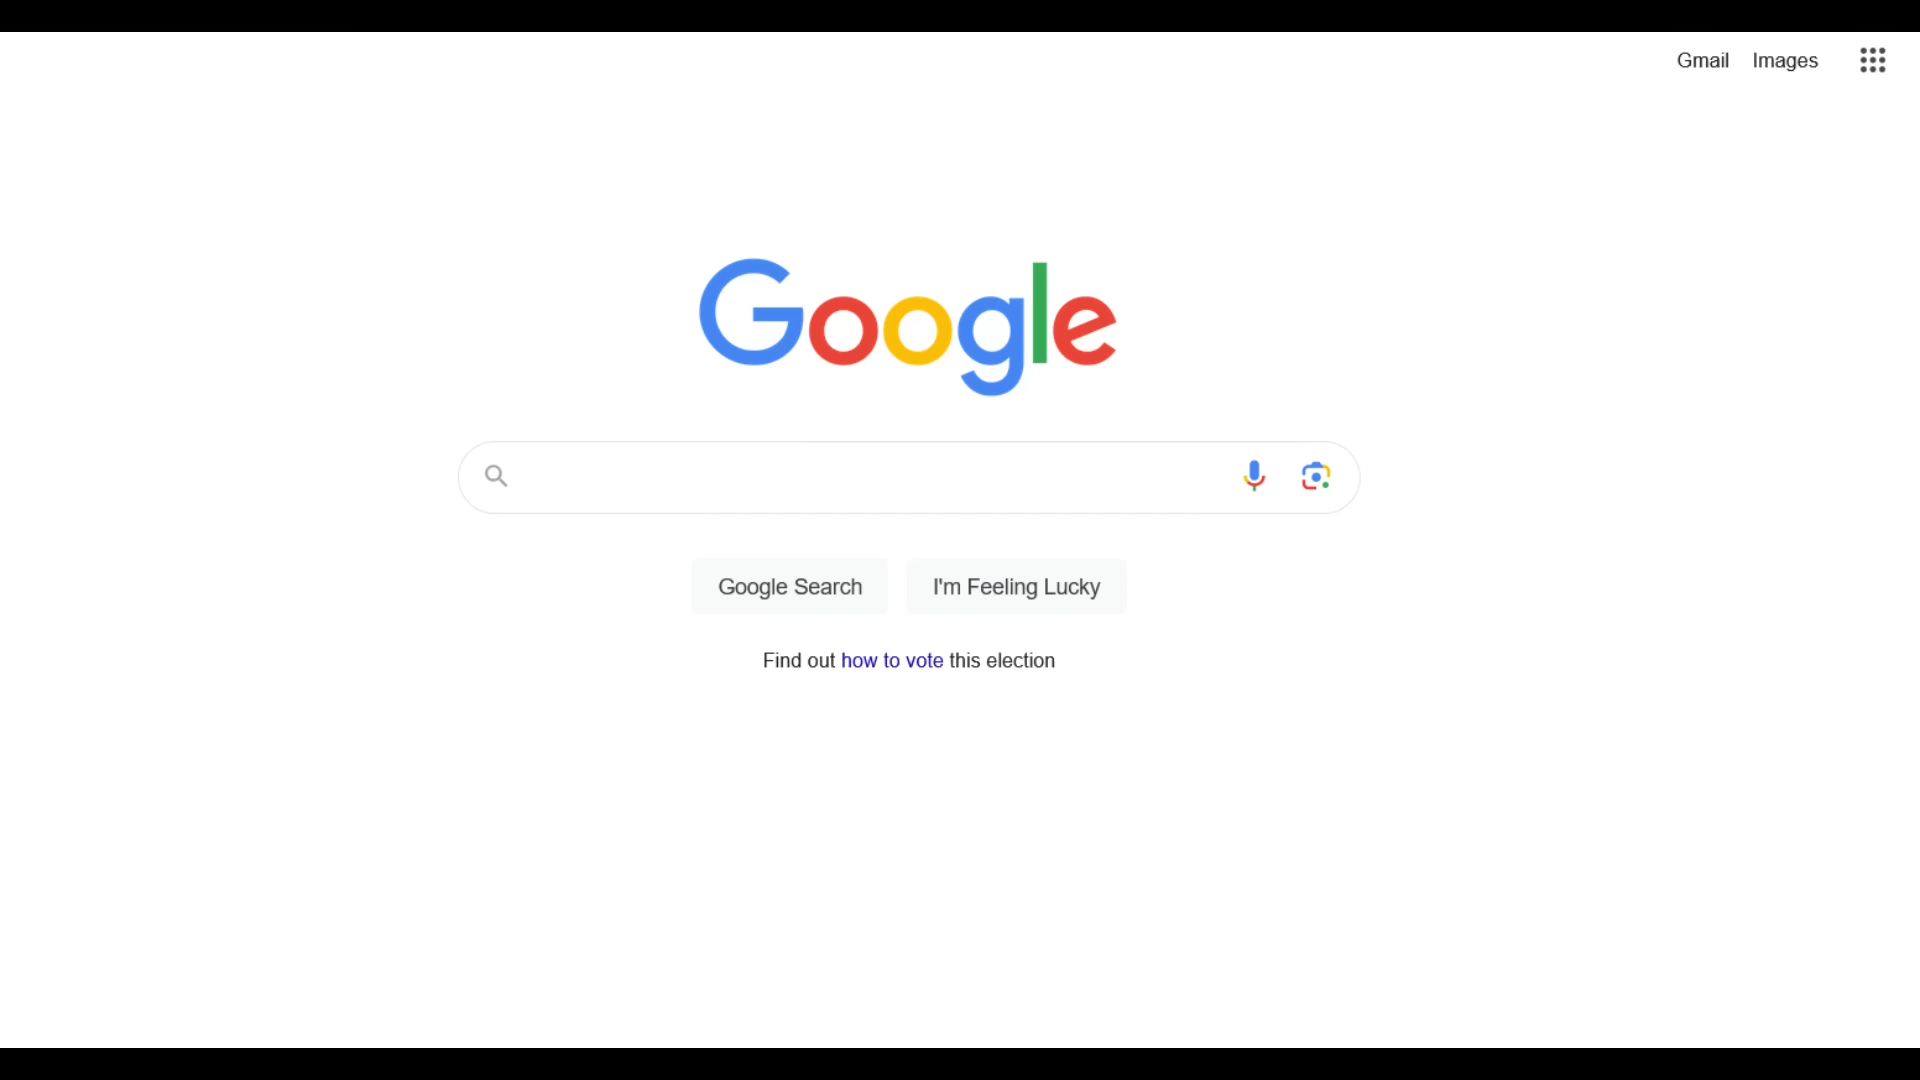 Gmail Images
Google
Google Search I'm Feeling Lucky
Find out how to vote this election